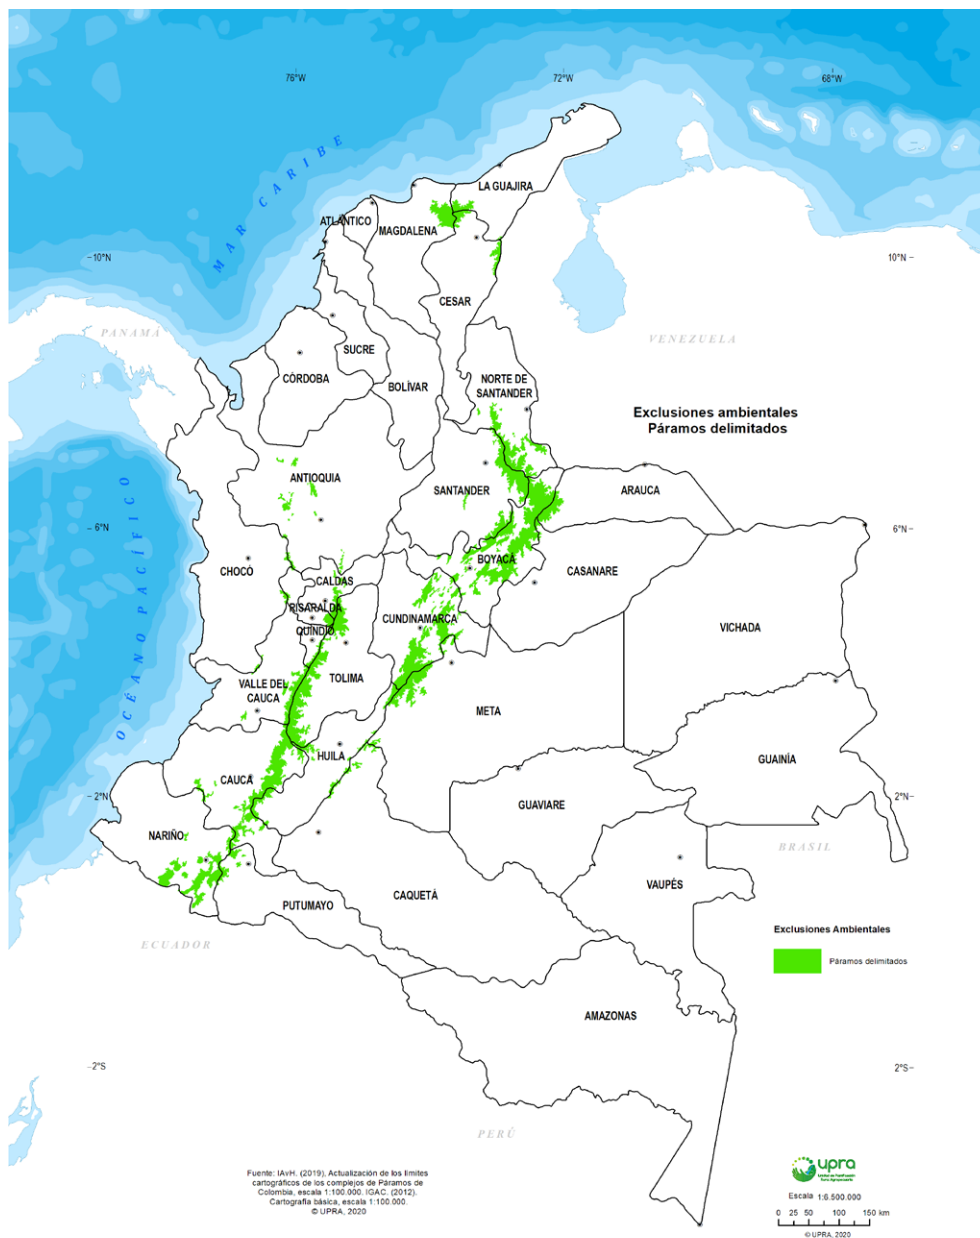 76°W
72°W
68°W
MAR CARIBE
LA GUAJIRA
ATLÁNTICO
MAGDALENA
10°N
10°N
CESAR
PANAMÁ
VENEZUELA
SUCRE
CÓRDOBA
BOLÍVAR
NORTE DE
SANTANDER
Exclusiones ambientales
Páramos delimitados
ANTIOQUIA
SANTANDER
ARAUCA
OCÉANO PACÍFICO
6°N
6°N
CHOCÓ
BOYACÁ
CASANARE
CALDAS
RISARALDA
CUNDINAMARCA
QUINDIO
VICHADA
TOLIMA
VALLE DEL
CAUCA
META
HUILA
GUAINÍA
CAUCA
2°N
2°N
GUAVIARE
NARIÑO
BRASIL
VAUPÉS
CAQUETÁ
PUTUMAYO
ECUADOR
Exclusiones Ambientales
Páramos delimitados
AMAZONAS
2°S
2°S
PERÚ
Fuente: IAvH. (2019). Actualización de los límites
cartográficos de los complejos de Páramos de
Colombia, escala 1:100.000. IGAC. (2012).
Cartografía básica, escala 1:100.000.
© UPRA, 2020
upra
Escala 1:6.500.000
0 25 50 100 150 km
© UPRA, 2020